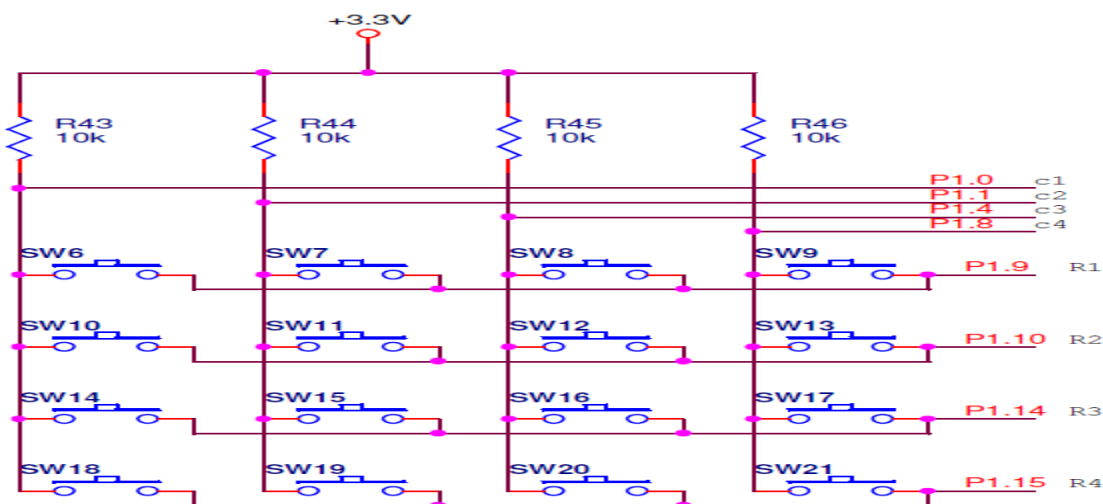 +3.3V
R43 R44 R45 R46
10k 10k 10k 10k
P1.0 c1
P1.1 c2
P1.4 c3
P1.8 c4
SW6 SW7 SW8 SW9
P1.9 R1
SW10 SW11 SW12 SW13
P1.10 R2
SW14 SW15 SW16 SW17
P1.14 R3
SW18 SW19 SW20 SW21
P1.15 R4